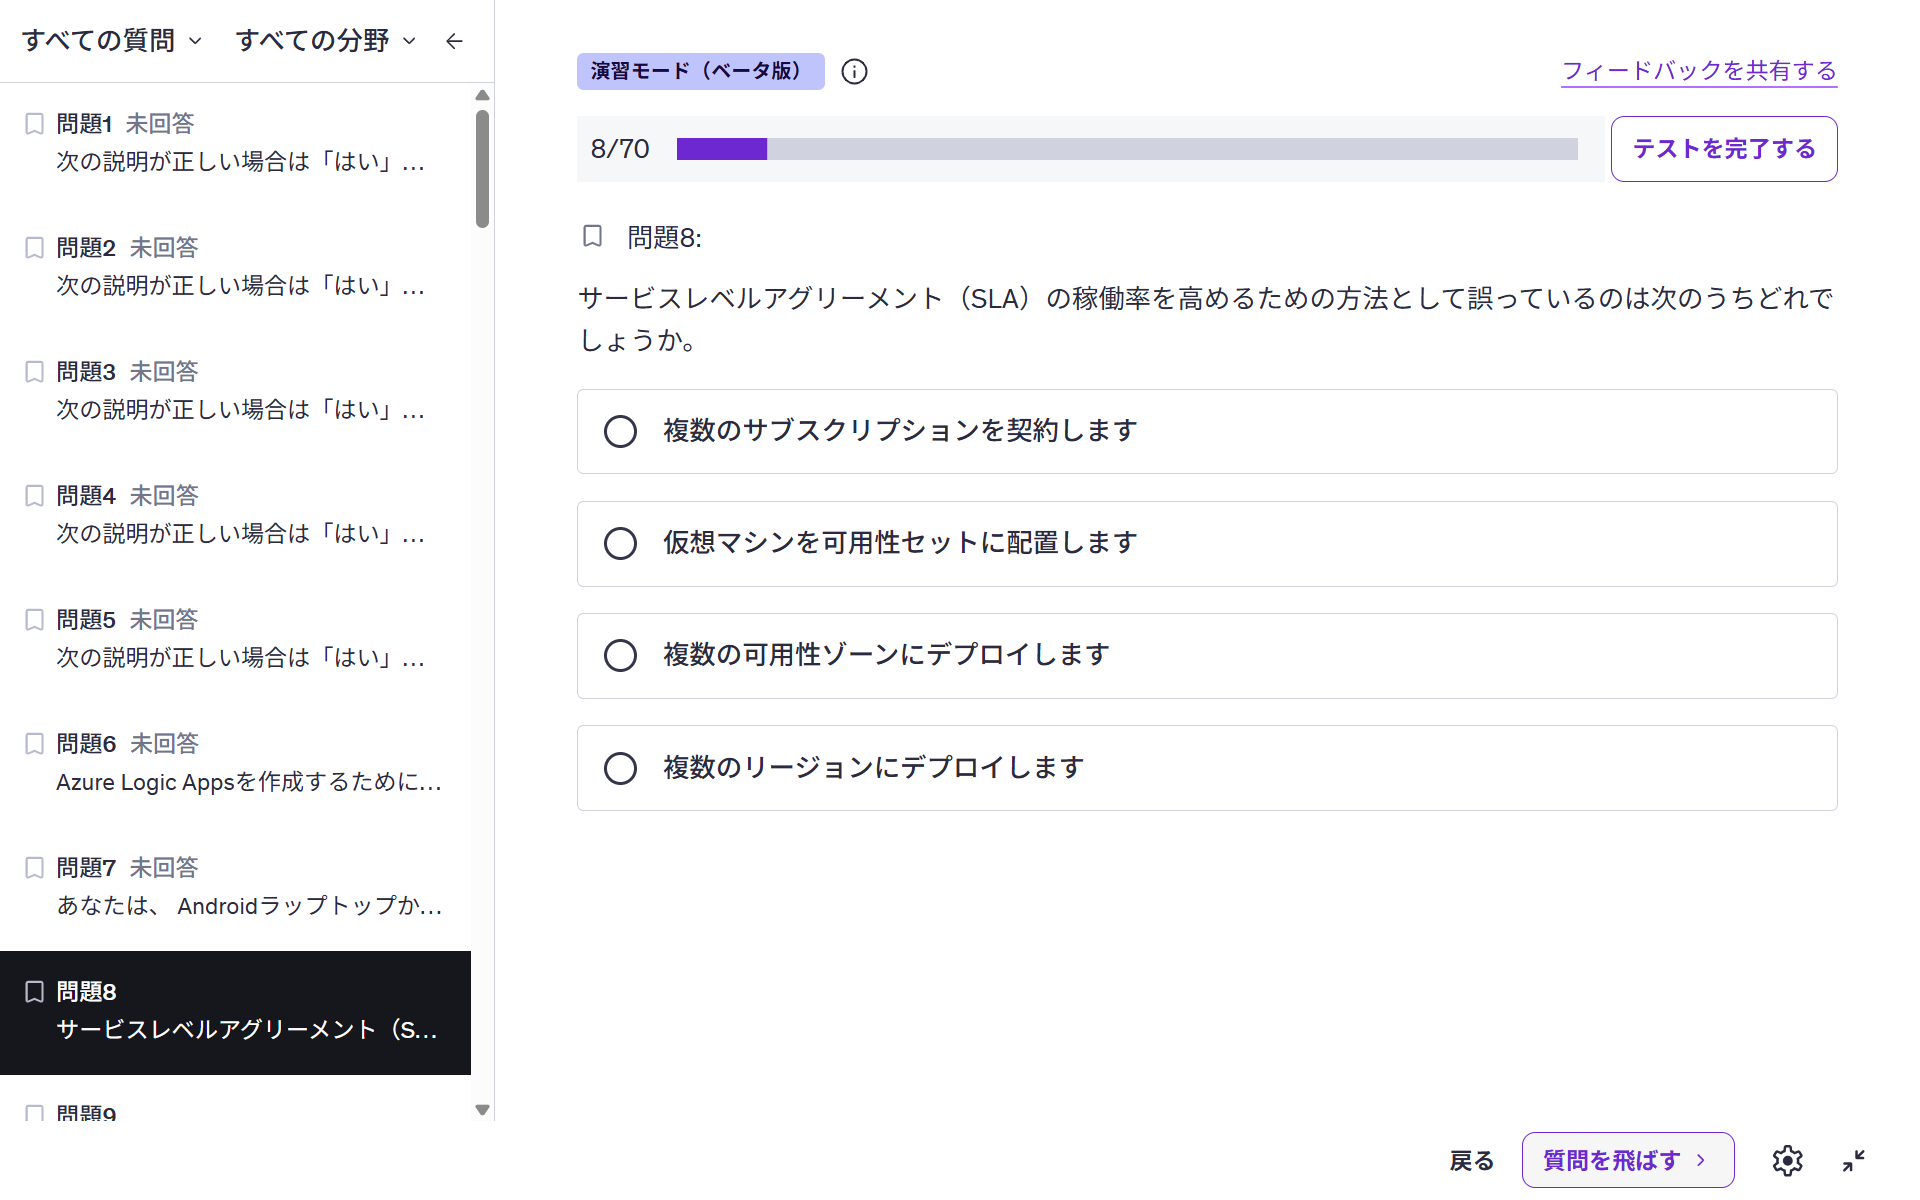 すべての質問 すべての分野
問題1 未回答
次の説明が正しい場合は「はい」...
問題2 未回答
次の説明が正しい場合は「はい」...
問題3 未回答
次の説明が正しい場合は「はい」...
問題4 未回答
次の説明が正しい場合は「はい」...
問題5 未回答
次の説明が正しい場合は「はい」...
問題6 未回答
Azure Logic Appsを作成するために...
問題7 未回答
あなたは、 Androidラップトップか...
問題8
サービスレベルアグリーメント（S...
問題9
演習モード（ベータ版）
フィードバックを共有する
8/70
テストを完了する
問題8:
サービスレベルアグリーメント（SLA）の稼働率を高めるための方法として誤っているのは次のうちどれで
しょうか。
複数のサブスクリプションを契約します
仮想マシンを可用性セットに配置します
複数の可用性ゾーンにデプロイします
複数のリージョンにデプロイします
戻る 質問を飛ばす